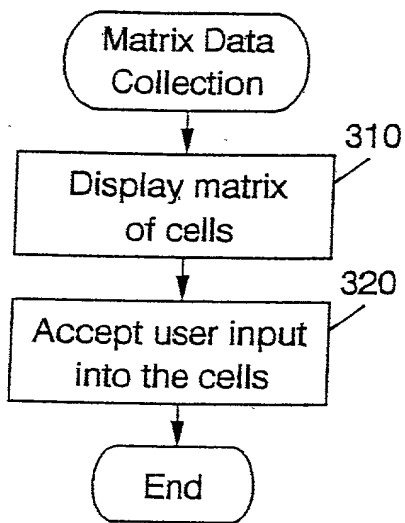 Matrix Data
Collection
310
Display matrix
of cells
320
Accept user input
into the cells
End